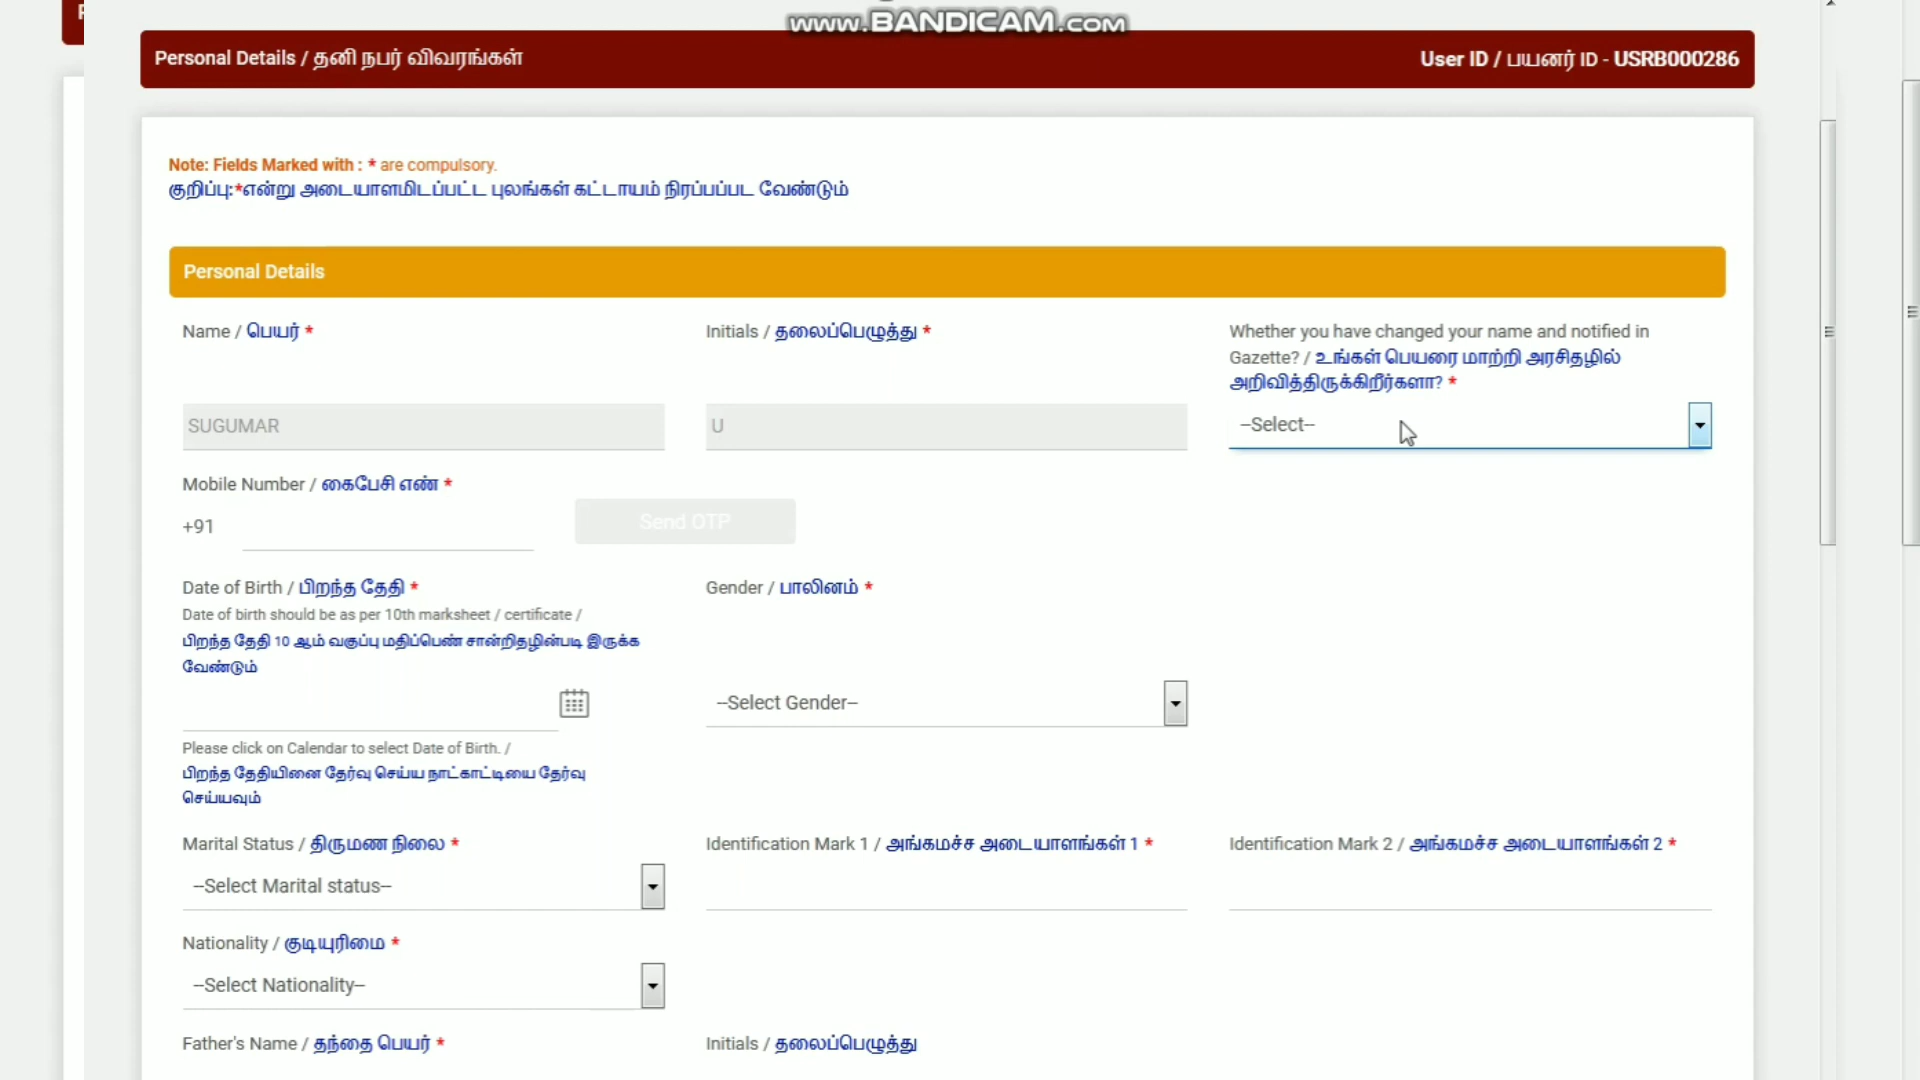 www.BANDICAM.com
Personal Details / தனி நபர் விவரங்கள்
User ID / பயனர் ID - USRB000286
Note: Fields Marked with : * are compulsory.
குறிப்பு:*என்று அடையாளமிடப்பட்ட புலங்கள் கட்டாயம் நிரப்பப்பட வேண்டும்
Personal Details
Name / பெயர் *
Initials / தலைப்பெழுத்து *
Whether you have changed your name and notified in
Gazette? / உங்கள் பெயரை மாற்றி அரசிதழில்
அறிவித்திருக்கிறீர்களா? *
SUGUMAR
U
--Select--
Mobile Number / கைபேசி எண் *
+91
Send OTP
Date of Birth / பிறந்த தேதி *
Gender / பாலினம் *
Date of birth should be as per 10th marksheet / certificate /
பிறந்த தேதி 10 ஆம் வகுப்பு மதிப்பெண் சான்றிதழின்படி இருக்க
வேண்டும்
--Select Gender--
Please click on Calendar to select Date of Birth. /
பிறந்த தேதியினை தேர்வு செய்ய நாட்காட்டியை தேர்வு
செய்யவும்
Marital Status / திருமண நிலை *
Identification Mark 1 / அங்கமச்ச அடையாளங்கள் 1 *
Identification Mark 2 / அங்கமச்ச அடையாளங்கள் 2 *
--Select Marital status--
Nationality / குடியுரிமை *
--Select Nationality--
Father's Name / தந்தை பெயர் *
Initials / தலைப்பெழுத்து